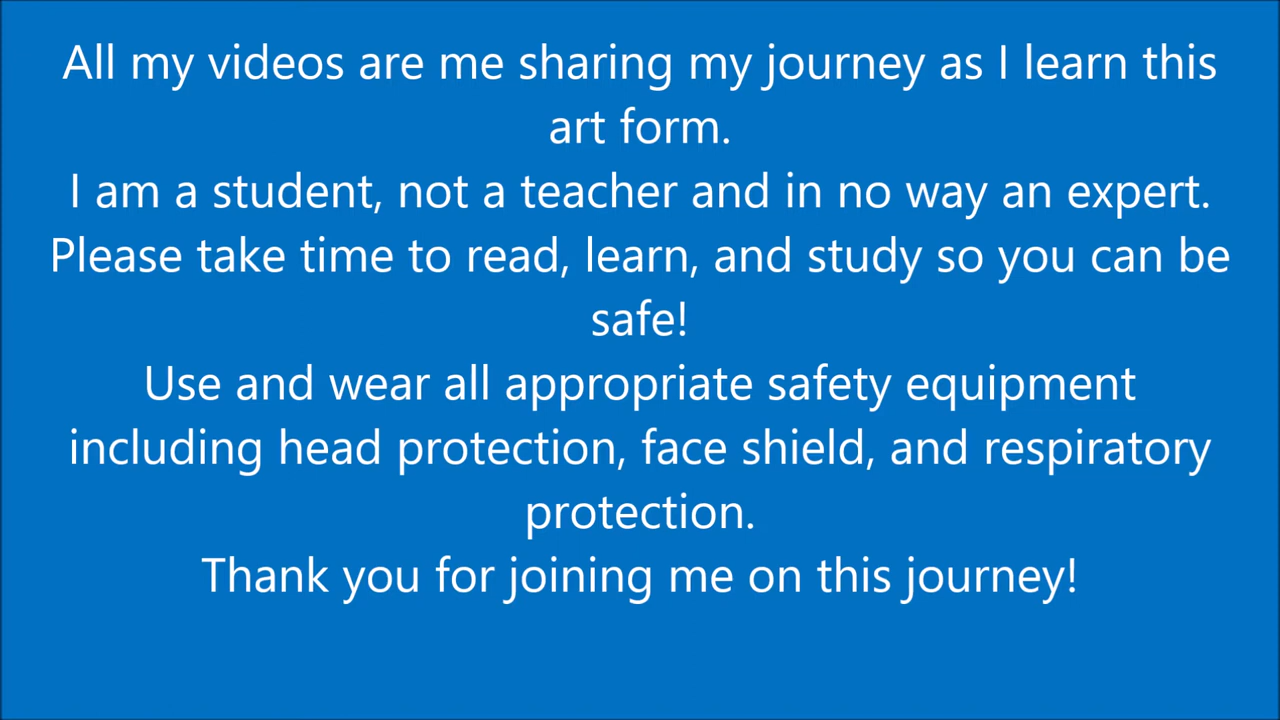 All my videos are me sharing my journey as I learn this
art form.
I am a student, not a teacher and in no way an expert.
Please take time to read, learn, and study so you can be
safe!
Use and wear all appropriate safety equipment
including head protection, face shield, and respiratory
protection.
Thank you for joining me on this journey!